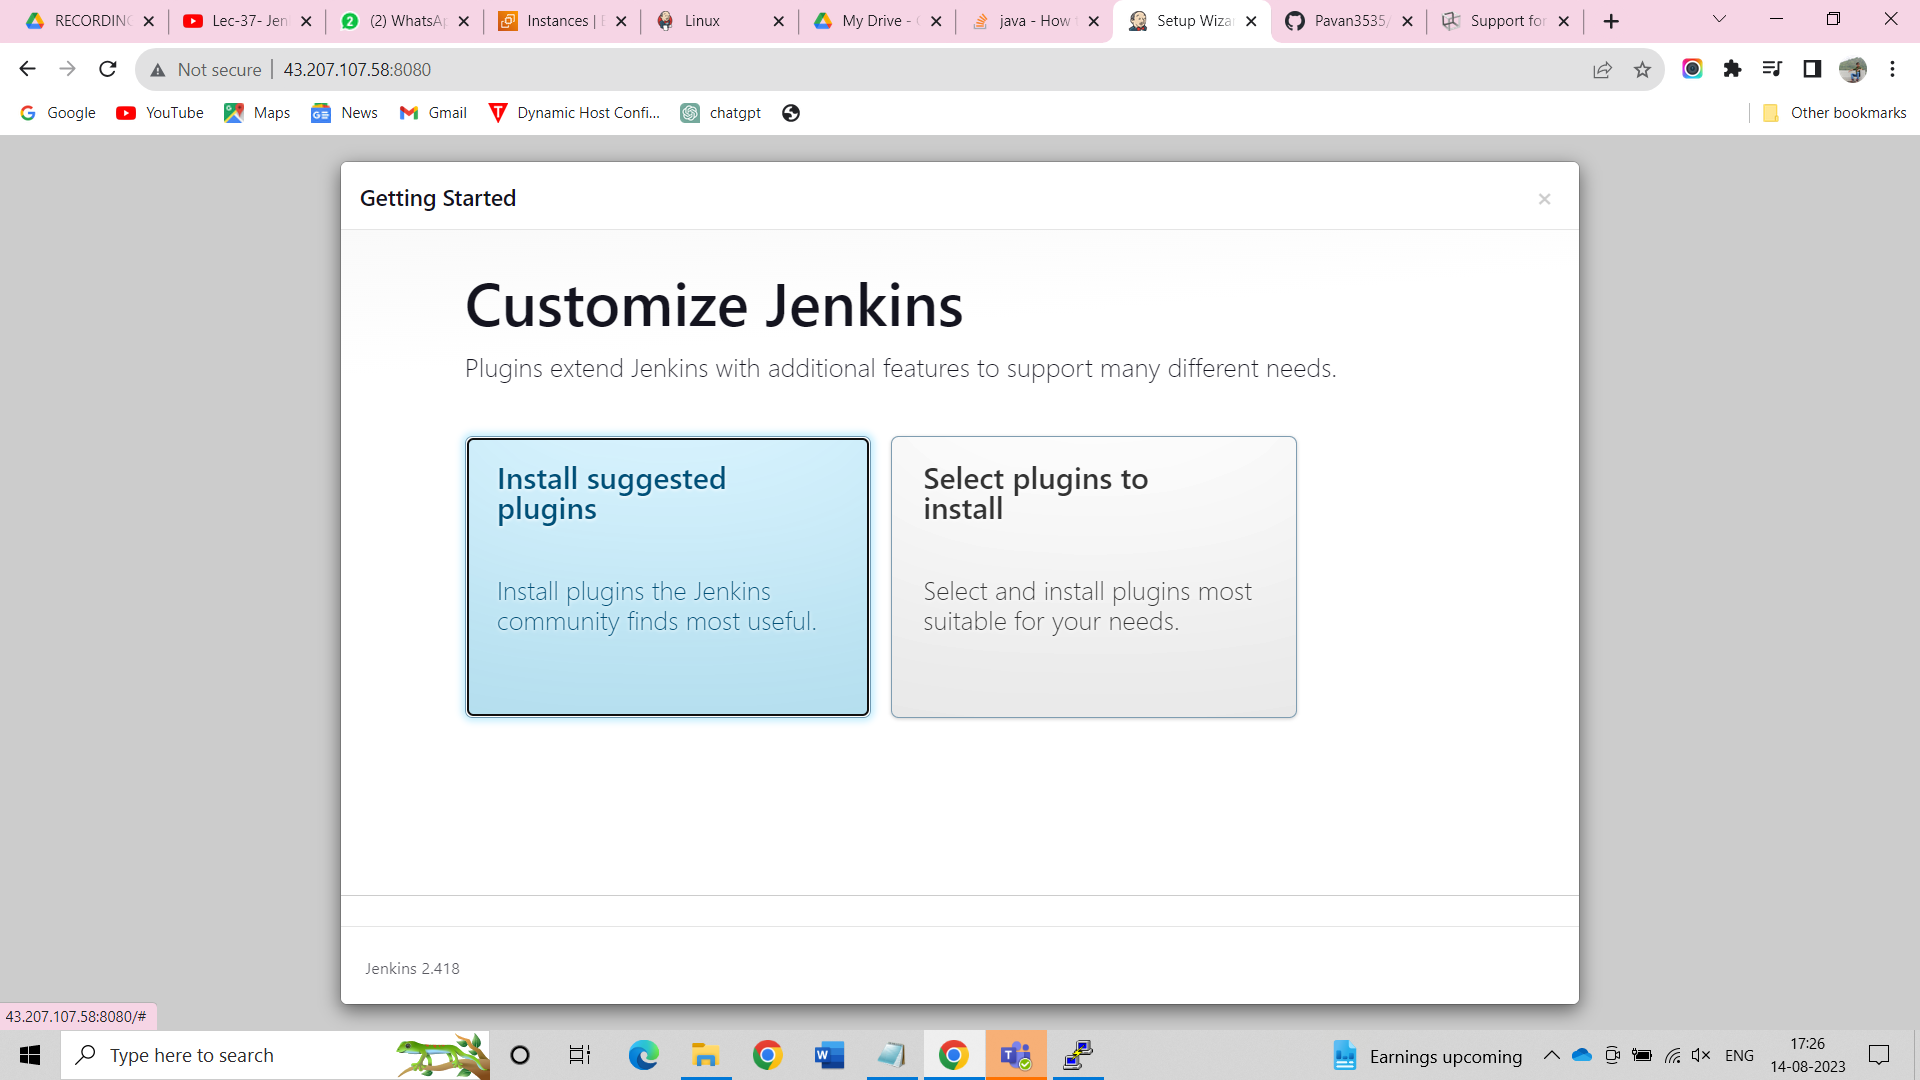 RECORDING
Lec-37- Jen
(2) WhatsAp
Instances | E
Linux
My Drive - 
java - How 
Setup Wizar
Pavan3535/
Support for
Not secure | 43.207.107.58:8080
Google
YouTube
Maps
News
Gmail
Dynamic Host Confi...
chatgpt
Other bookmarks
Getting Started
×
Customize Jenkins
Plugins extend Jenkins with additional features to support many different needs.
Install suggested
plugins
Install plugins the Jenkins
community finds most useful.
Select plugins to
install
Select and install plugins most
suitable for your needs.
Jenkins 2.418
43.207.107.58:8080/#
Type here to search
Earnings upcoming
ENG
17:26
14-08-2023